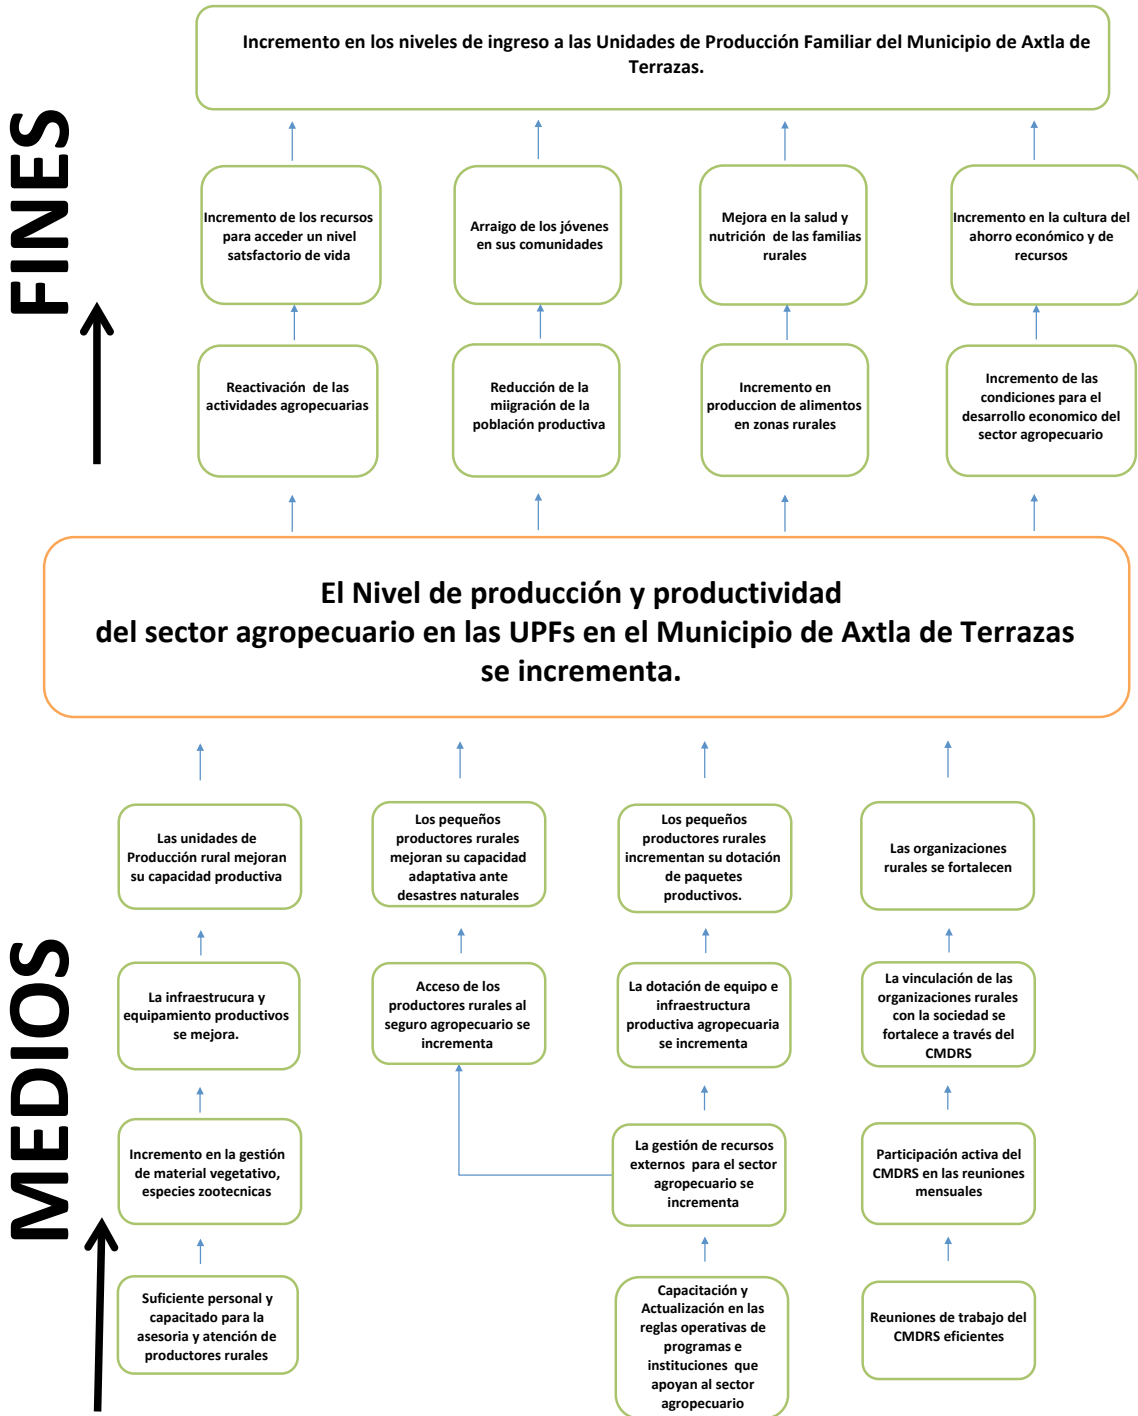 Incremento en los niveles de ingreso a las Unidades de Producción Familiar del Municipio de Axtla de
Terrazas.
FINES
Incremento de los recursos
para acceder un nivel
satsfactorio de vida
Arraigo de los jóvenes
en sus comunidades
Mejora en la salud y
nutrición de las familias
rurales
Incremento en la cultura del
ahorro económico y de
recursos
Reactivación de las
actividades agropecuarias
Reducción de la
miigración de la
población productiva
Incremento en
produccion de alimentos
en zonas rurales
Incremento de las
condiciones para el
desarrollo economico del
sector agropecuario
El Nivel de producción y productividad
del sector agropecuario en las UPFs en el Municipio de Axtla de Terrazas
se incrementa.
MEDIOS
Las unidades de
Producción rural mejoran
su capacidad productiva
Los pequeños
productores rurales
mejoran su capacidad
adaptativa ante
desastres naturales
Los pequeños
productores rurales
incrementan su dotación
de paquetes
productivos.
Las organizaciones
rurales se fortalecen
La infraestrucura y
equipamiento productivos
se mejora.
Acceso de los
productores rurales al
seguro agropecuario se
incrementa
La dotación de equipo e
infraestructura
productiva agropecuaria
se incrementa
La vinculación de las
organizaciones rurales
con la sociedad se
fortalece a través del
CMDRS
Incremento en la gestión
de material vegetativo,
especies zootecnicas
La gestión de recursos
externos para el sector
agropecuario se
incrementa
Participación activa del
CMDRS en las reuniones
mensuales
Suficiente personal y
capacitado para la
asesoria y atención de
productores rurales
Capacitación y
Actualización en las
reglas operativas de
programas e
instituciones que
apoyan al sector
agropecuario
Reuniones de trabajo del
CMDRS eficientes